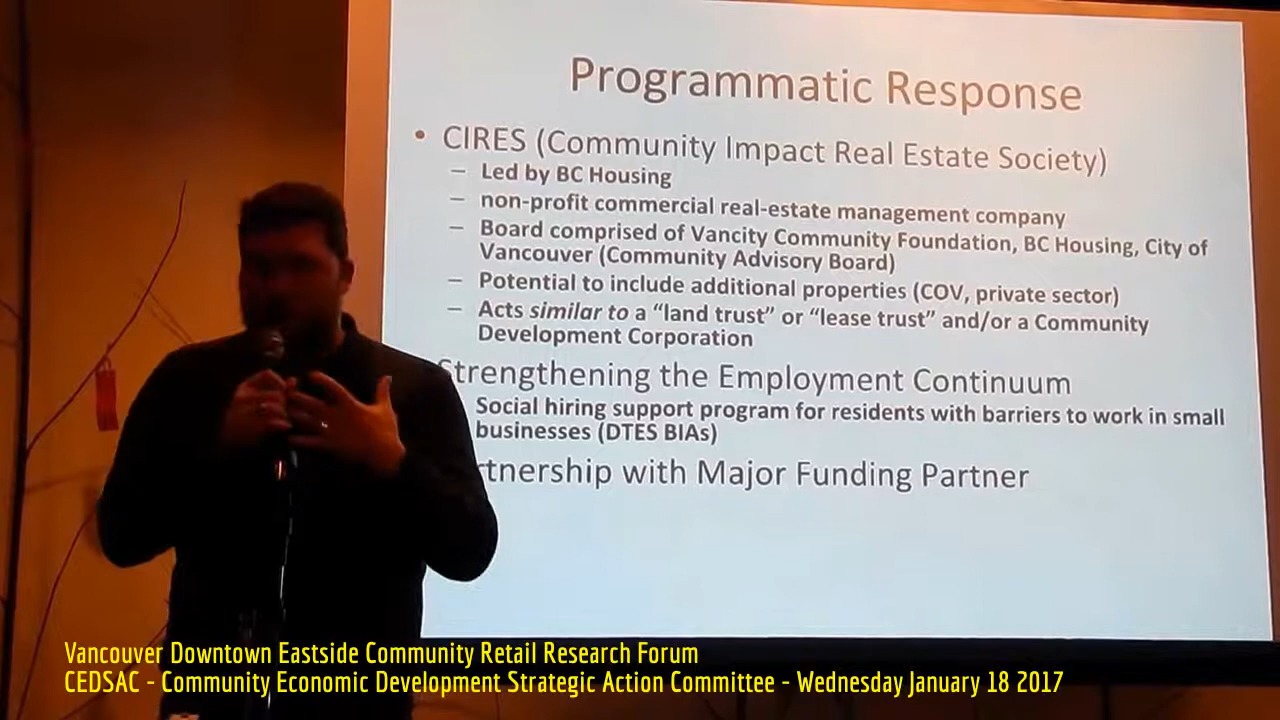 Programmatic Response
• CIRES (Community Impact Real Estate Society)
– Led by BC Housing
– non-profit commercial real-estate management company
– Board comprised of Vancity Community Foundation, BC Housing, City of
Vancouver (Community Advisory Board)
– Potential to include additional properties (COV, private sector)
– Acts similar to a “land trust” or “lease trust” and/or a Community
Development Corporation
Strengthening the Employment Continuum
Social hiring support program for residents with barriers to work in small
businesses (DTES BIAs)
with Major Funding Partner
Vancouver Downtown Eastside Community Retail Research Forum
CEDSAC - Community Economic Development Strategic Action Committee - Wednesday January 18 2017